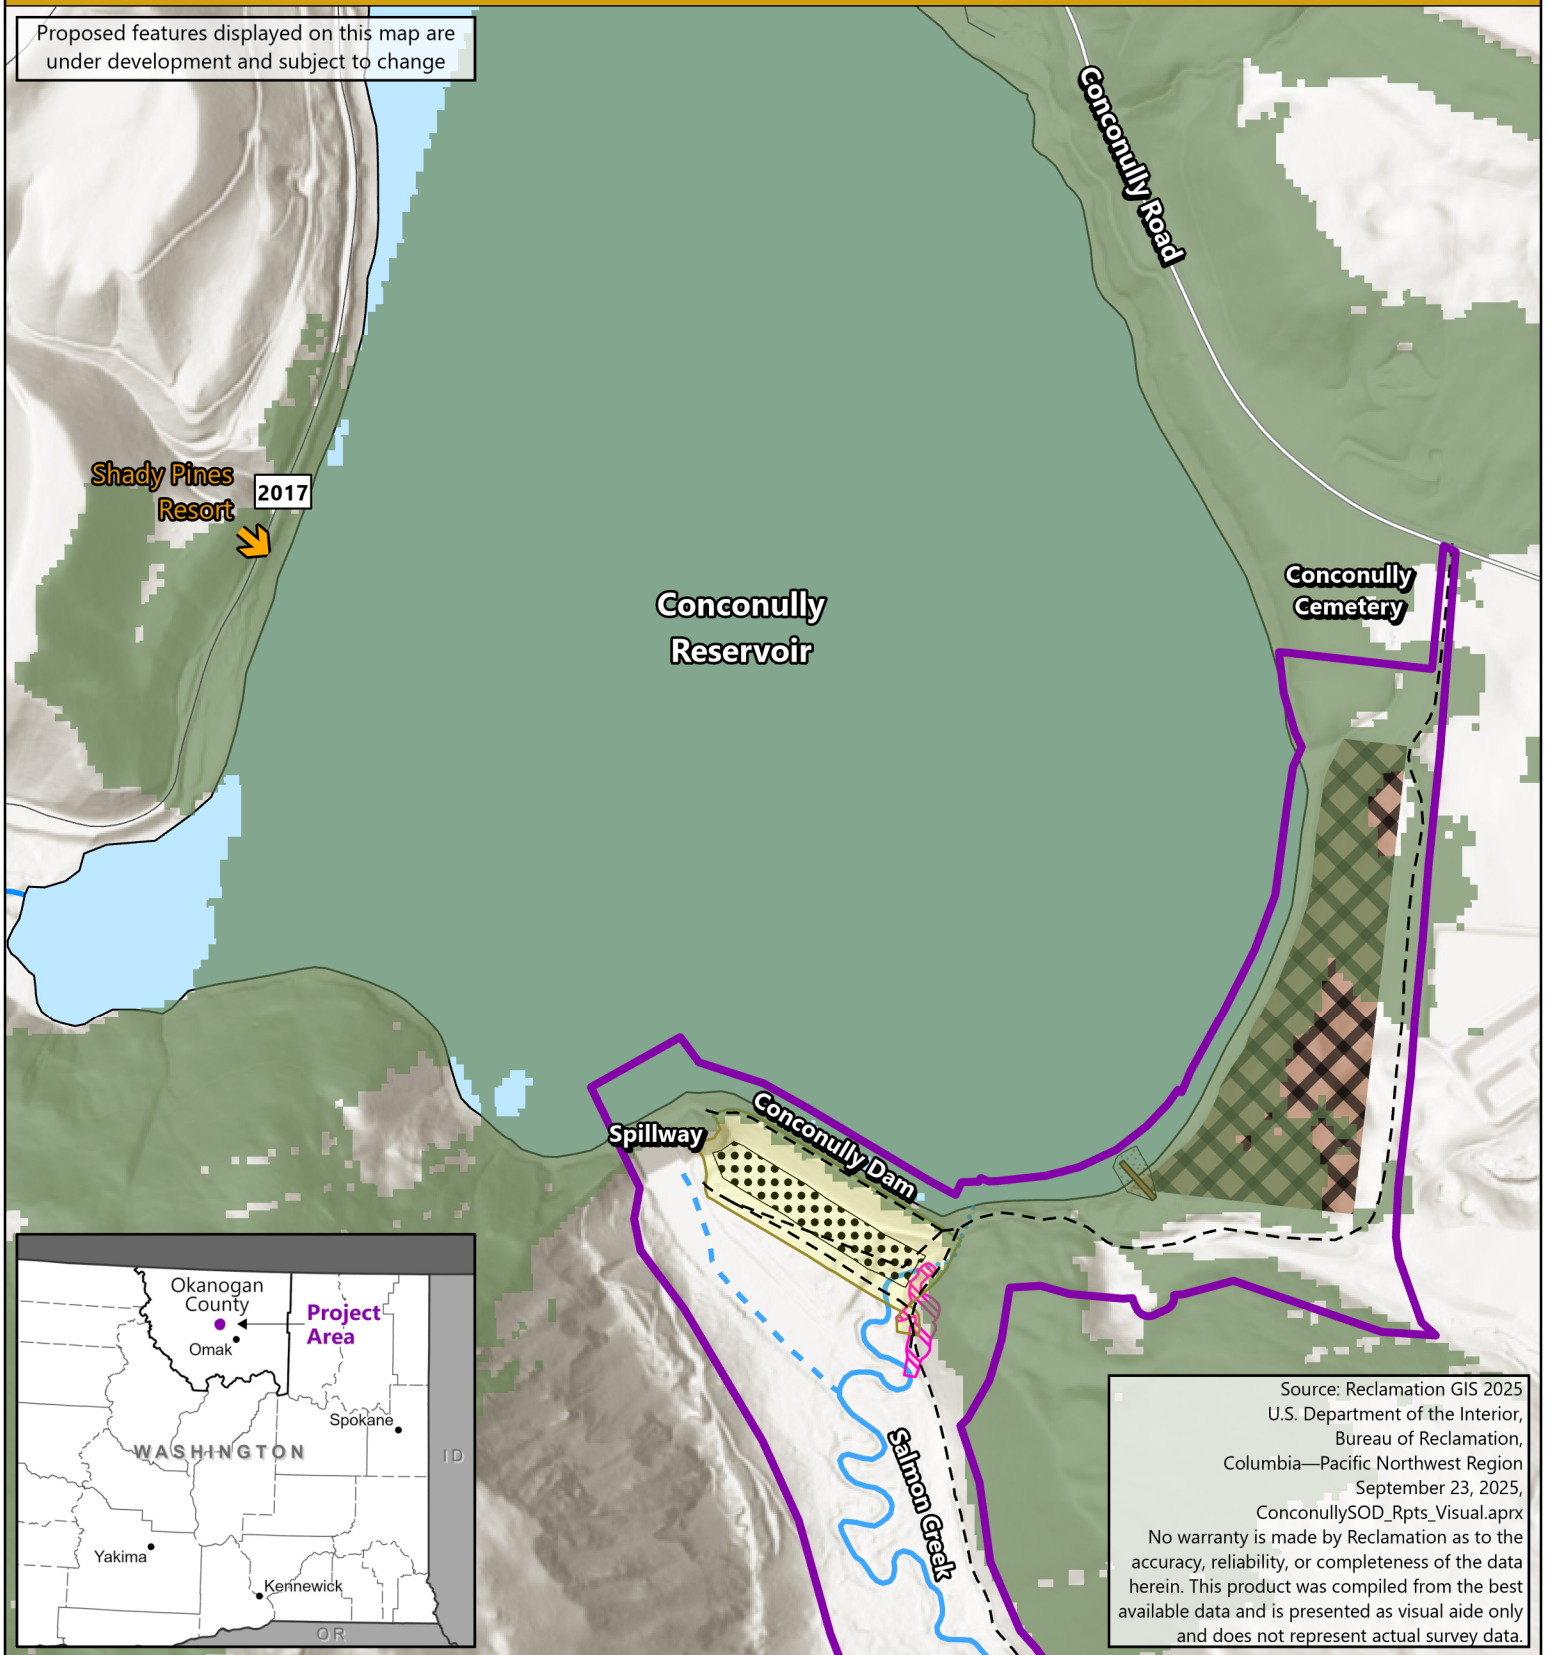 Proposed features displayed on this map are
under development and subject to change
Conconully Road
Shady Pines
Resort
2017
Conconully
Cemetery
Conconully
Reservoir
Spillway
Conconully Dam
Salmon Creek
Okanogan
County
Project
Area
Omak
Spokane
WASHINGTON
ID
Yakima
Kennewick
OR
Source: Reclamation GIS 2025
U.S. Department of the Interior,
Bureau of Reclamation,
Columbia—Pacific Northwest Region
September 23, 2025,
ConconullySOD_Rpts_Visual.aprx
No warranty is made by Reclamation as to the
accuracy, reliability, or completeness of the data
herein. This product was compiled from the best
available data and is presented as visual aide only
and does not represent actual survey data.